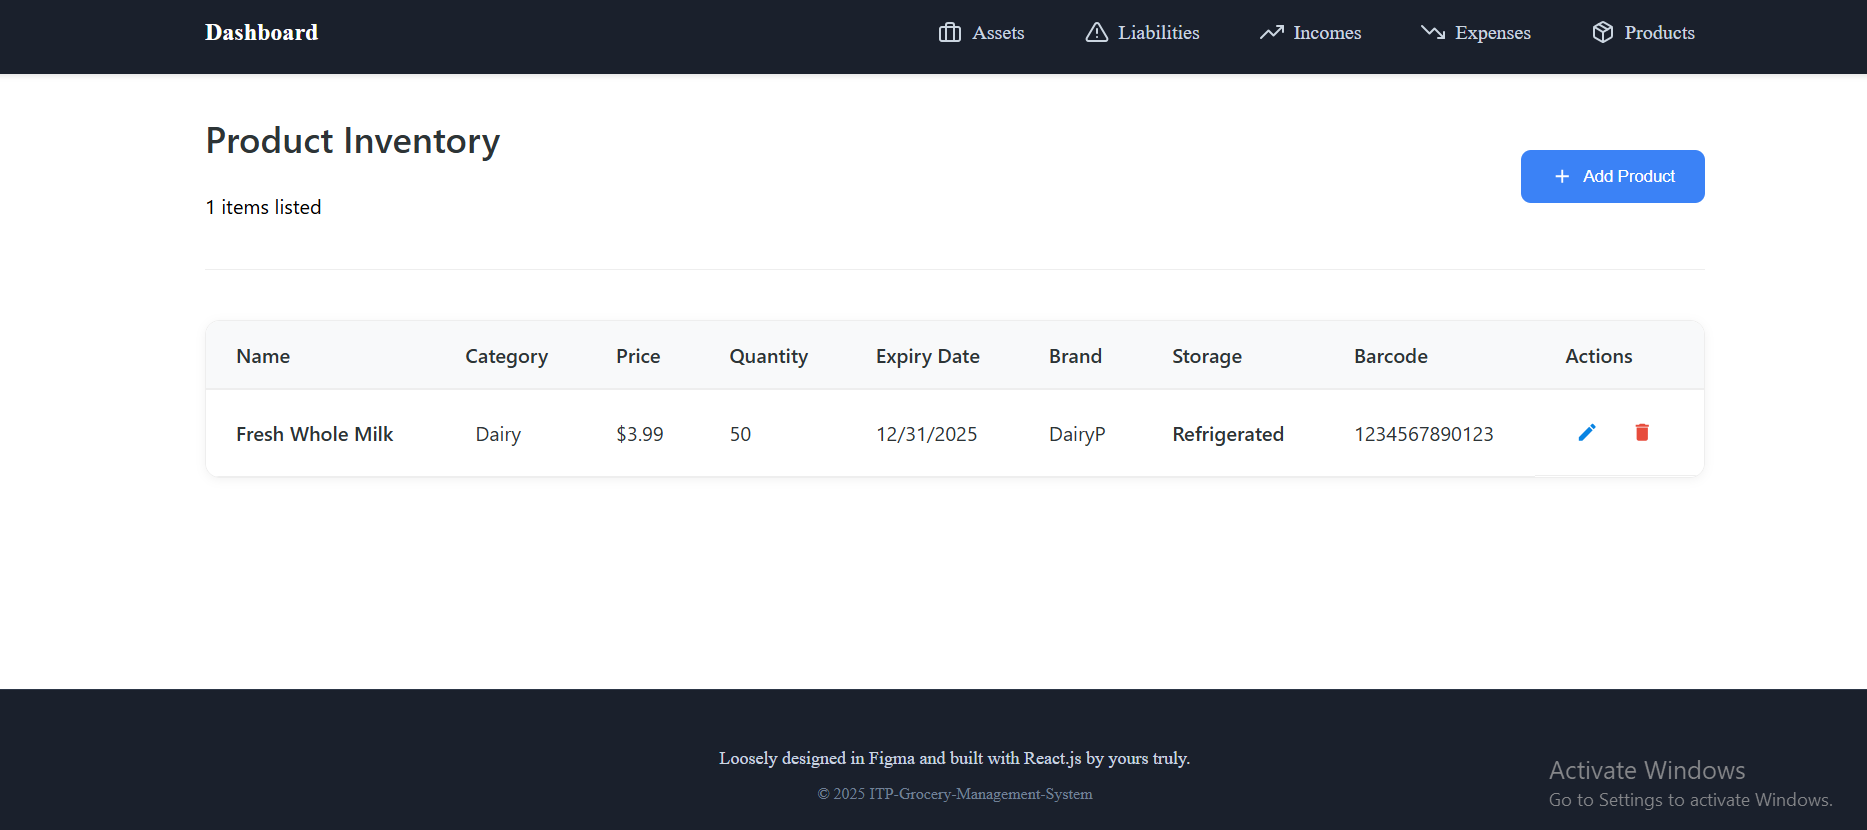 Dashboard Assets Liabilities Incomes Expenses Products
Product Inventory
+ Add Product
1 items listed
Name Category Price Quantity Expiry Date Brand Storage Barcode Actions
Fresh Whole Milk Dairy $3.99 50 12/31/2025 DairyP Refrigerated 1234567890123
Loosely designed in Figma and built with React.js by yours truly.
© 2025 ITP-Grocery-Management-System
Activate Windows
Go to Settings to activate Windows.